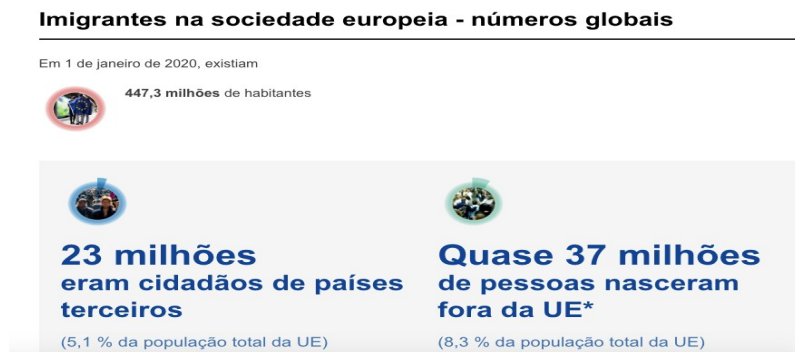 Imigrantes na sociedade europeia - números globais
Em 1 de janeiro de 2020, existiam
447,3 milhões de habitantes
23 milhões
eram cidadãos de países
terceiros
(5,1 % da população total da UE)
Quase 37 milhões
de pessoas nasceram
fora da UE*
(8,3 % da população total da UE)